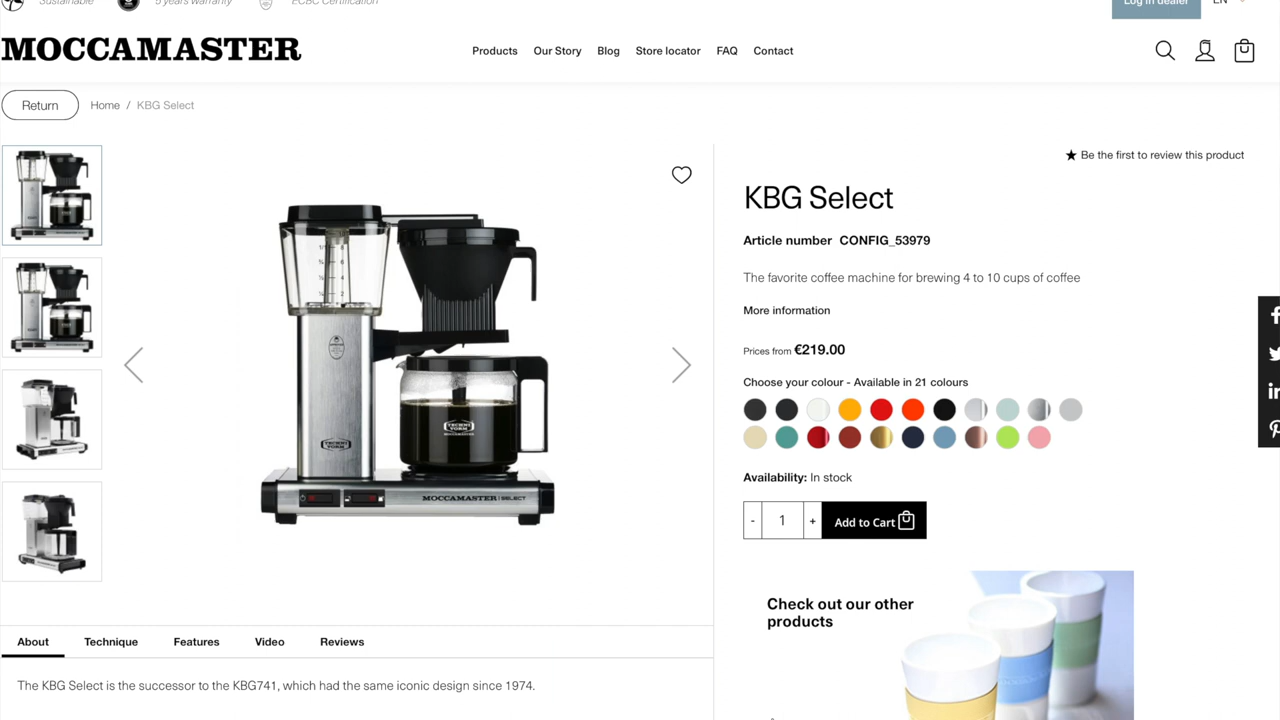 Sustainable 5 years warranty ECBC Certification Log in dealer EN
MOCCAMASTER Products Our Story Blog Store locator FAQ Contact
Return Home / KBG Select
★ Be the first to review this product
KBG Select
Article number CONFIG_53979
The favorite coffee machine for brewing 4 to 10 cups of coffee
More information
Prices from €219.00
Choose your colour - Available in 21 colours
Availability: In stock
- 1 + Add to Cart
TECHNI
VORM
MOCCAMASTER
TECHNI
VORM
MOCCAMASTER | SELECT
Check out our other
products
About Technique Features Video Reviews
The KBG Select is the successor to the KBG741, which had the same iconic design since 1974.